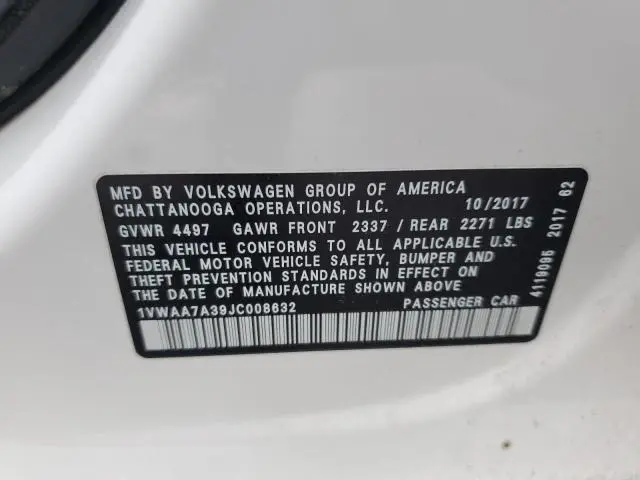 MFD BY VOLKSWAGEN GROUP OF AMERICA
CHATTANOOGA OPERATIONS, LLC. 10/2017
GVWR 4497 GAWR FRONT 2337 / REAR 2271 LBS
THIS VEHICLE CONFORMS TO ALL APPLICABLE U.S.
FEDERAL MOTOR VEHICLE SAFETY, BUMPER AND
THEFT PREVENTION STANDARDS IN EFFECT ON
THE DATE OF MANUFACTURE SHOWN ABOVE
1VWAA7A39JC008632 PASSENGER CAR
4119095 2017 62